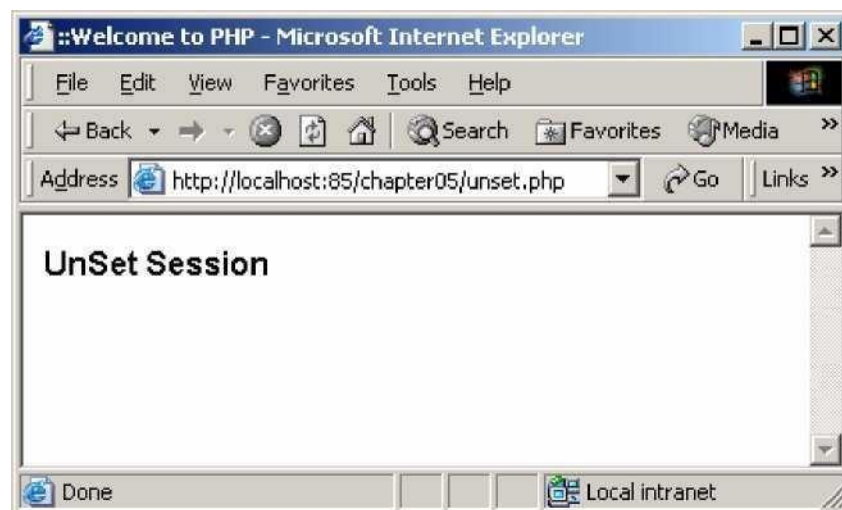 ::Welcome to PHP - Microsoft Internet Explorer
File Edit View Favorites Tools Help
Back Search Favorites Media »
Address http://localhost:85/chapter05/unset.php Go Links »
UnSet Session
Done Local intranet